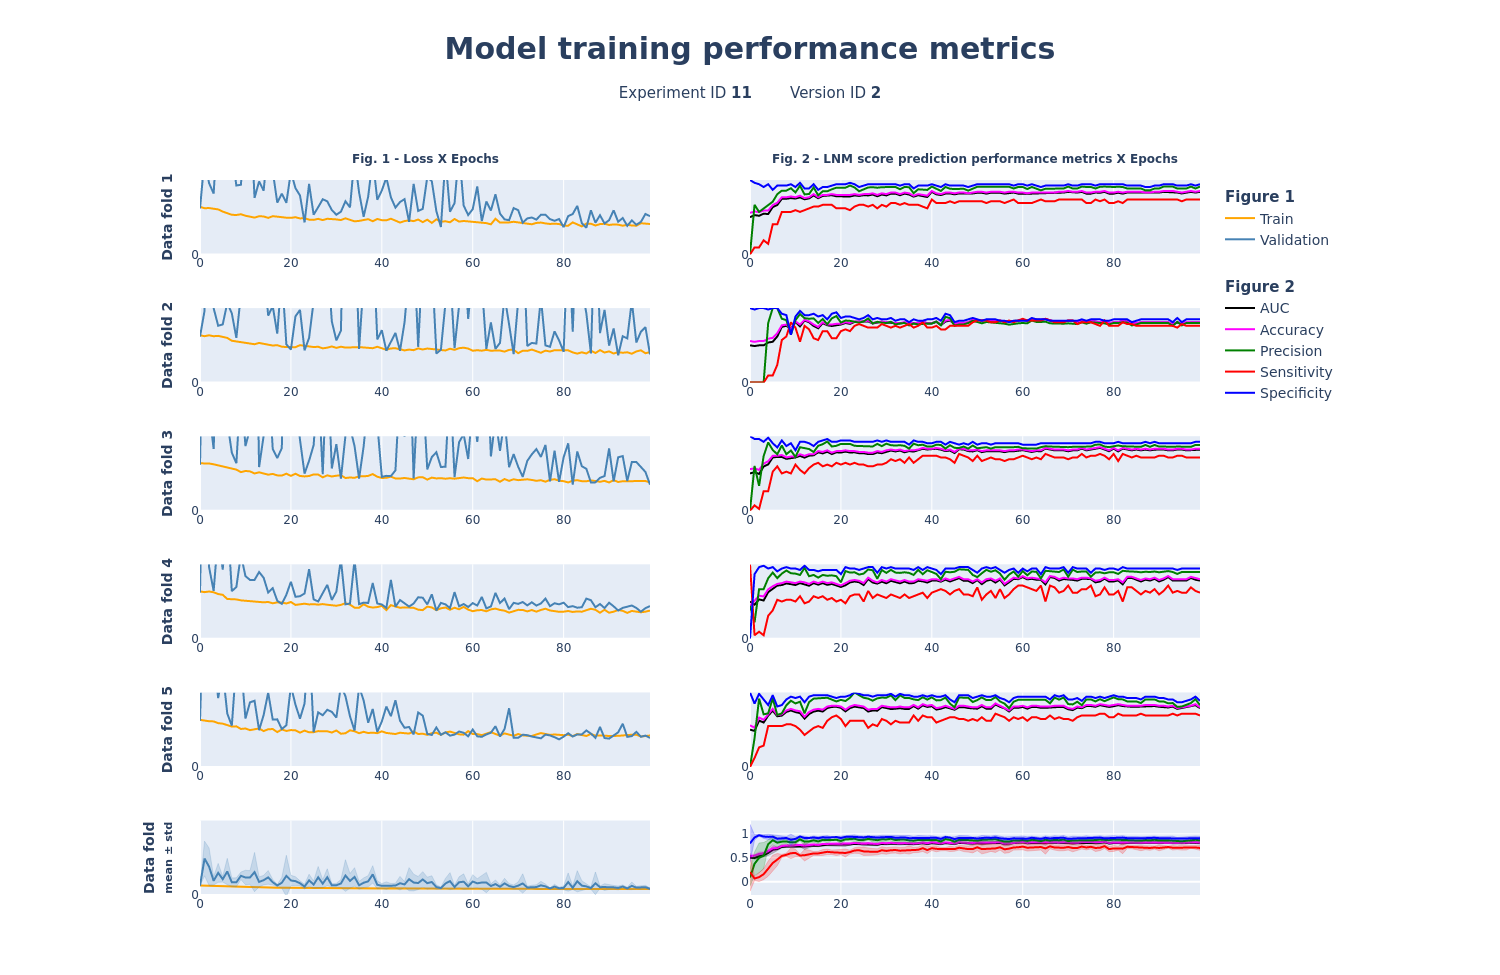 Model training performance metrics
Experiment ID 11 Version ID 2
Fig. 1 - Loss X Epochs
Fig. 2 - LNM score prediction performance metrics X Epochs
Data fold 1
0
0 20 40 60 80
0
0 20 40 60 80
Figure 1
Train
Validation
Figure 2
AUC
Accuracy
Precision
Sensitivity
Specificity
Data fold 2
0
0 20 40 60 80
0
0 20 40 60 80
Data fold 3
0
0 20 40 60 80
0
0 20 40 60 80
Data fold 4
0
0 20 40 60 80
0
0 20 40 60 80
Data fold 5
0
0 20 40 60 80
0
0 20 40 60 80
Data fold
mean ± std
0
0 20 40 60 80
1
0.5
0
0 20 40 60 80